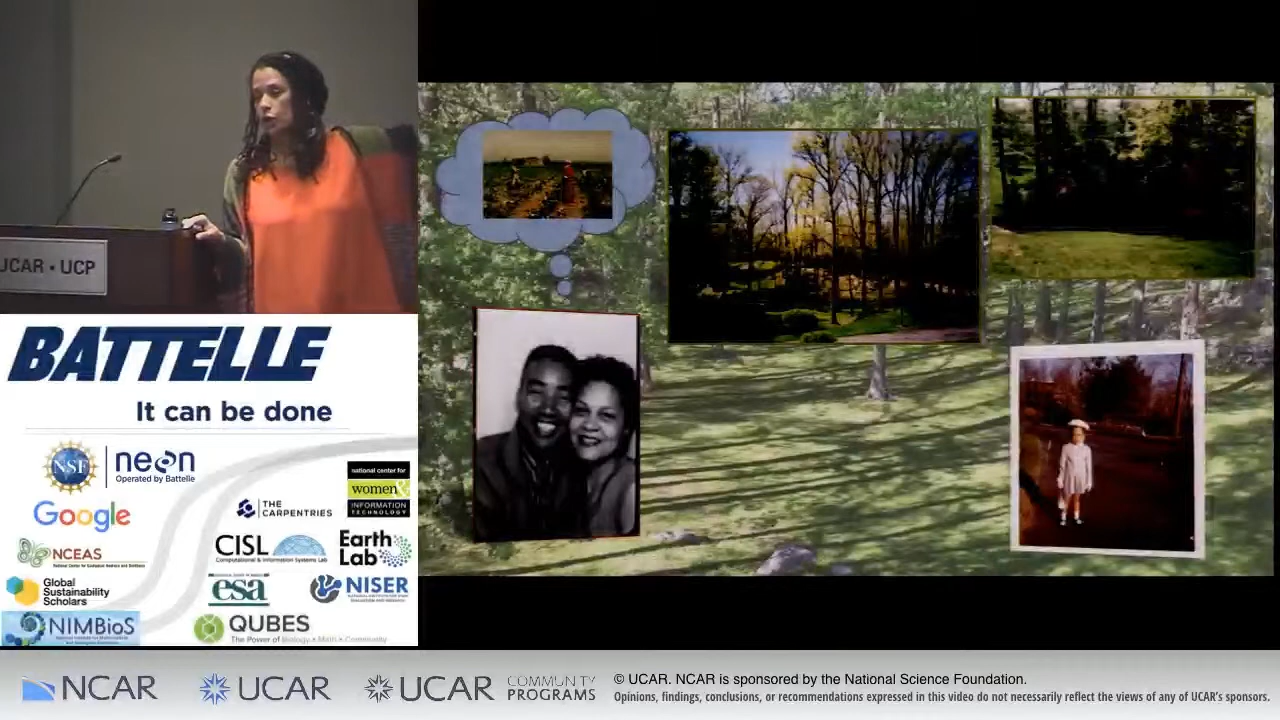 UCAR • UCP
BATTELLE
It can be done
NSF
neon
Operated by Battelle
national center for
women&
INFORMATION
TECHNOLOGY
Google
THE
CARPENTRIES
NCEAS
CISL
Computational & Information Systems Lab
Earth
Lab
Global
Sustainability
Scholars
esa
NISER
NIMBioS
QUBES
The Power of Biology • Math • Community
NCAR
UCAR
UCAR
COMMUNITY
PROGRAMS
© UCAR. NCAR is sponsored by the National Science Foundation.
Opinions, findings, conclusions, or recommendations expressed in this video do not necessarily reflect the views of any of UCAR's sponsors.